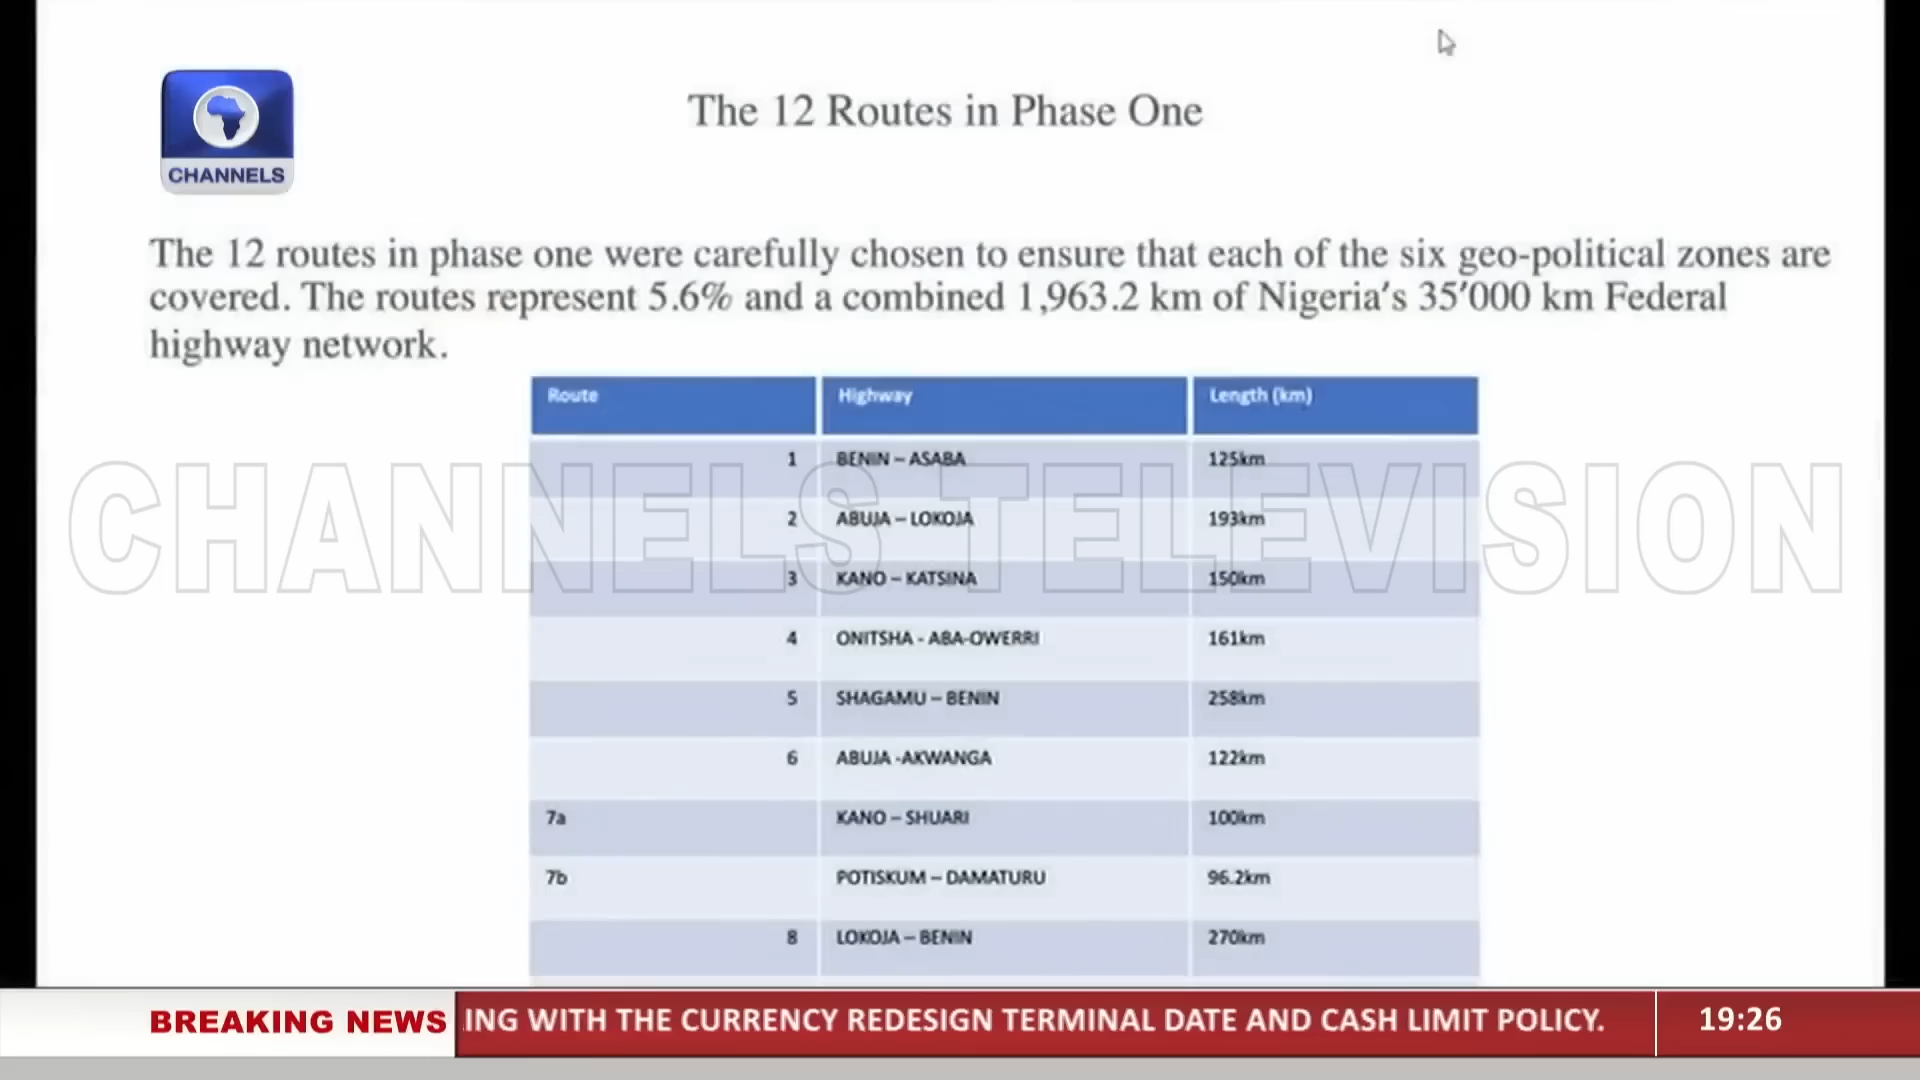 CHANNELS
The 12 Routes in Phase One
The 12 routes in phase one were carefully chosen to ensure that each of the six geo-political zones are
covered. The routes represent 5.6% and a combined 1,963.2 km of Nigeria's 35'000 km Federal
highway network.
Route Highway Length (km)
1 BENIN – ASABA 125km
2 ABUJA – LOKOJA 193km
3 KANO – KATSINA 150km
4 ONITSHA - ABA-OWERRI 161km
5 SHAGAMU – BENIN 258km
6 ABUJA -AKWANGA 122km
7a KANO – SHUARI 100km
7b POTISKUM – DAMATURU 96.2km
8 LOKOJA – BENIN 270km
CHANNELS TELEVISION
BREAKING NEWS ING WITH THE CURRENCY REDESIGN TERMINAL DATE AND CASH LIMIT POLICY. 19:26